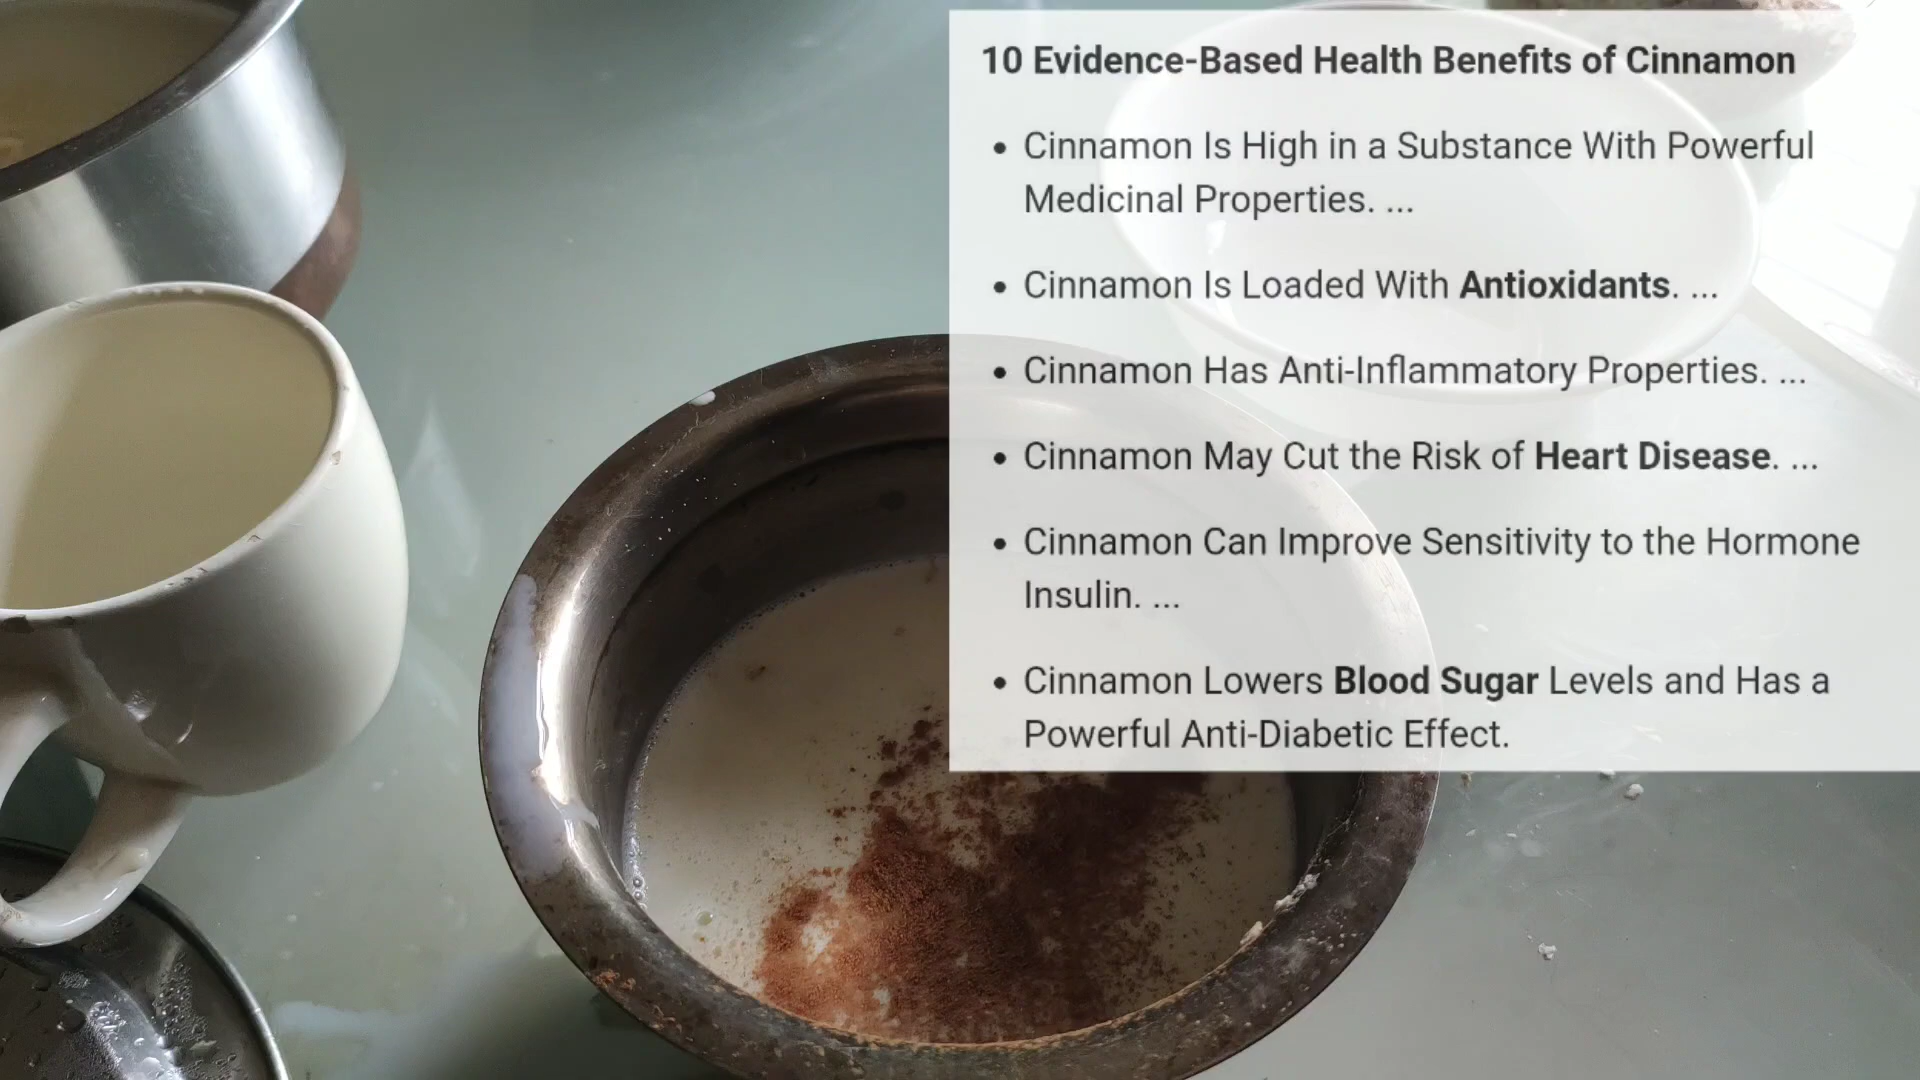 10 Evidence-Based Health Benefits of Cinnamon
• Cinnamon Is High in a Substance With Powerful
Medicinal Properties. ...
• Cinnamon Is Loaded With Antioxidants. ...
• Cinnamon Has Anti-Inflammatory Properties. ...
• Cinnamon May Cut the Risk of Heart Disease. ...
• Cinnamon Can Improve Sensitivity to the Hormone
Insulin. ...
• Cinnamon Lowers Blood Sugar Levels and Has a
Powerful Anti-Diabetic Effect.